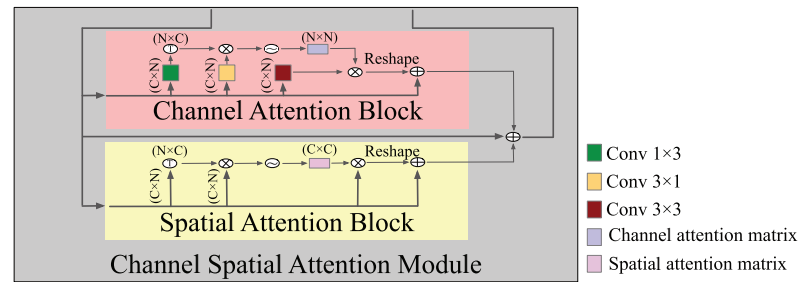 (N×C)
(N×N)
Reshape
(C×N)
(C×N)
(C×N)
Channel Attention Block
(N×C)
(C×C)
Reshape
(C×N)
(C×N)
Spatial Attention Block
Channel Spatial Attention Module
Conv 1×3
Conv 3×1
Conv 3×3
Channel attention matrix
Spatial attention matrix